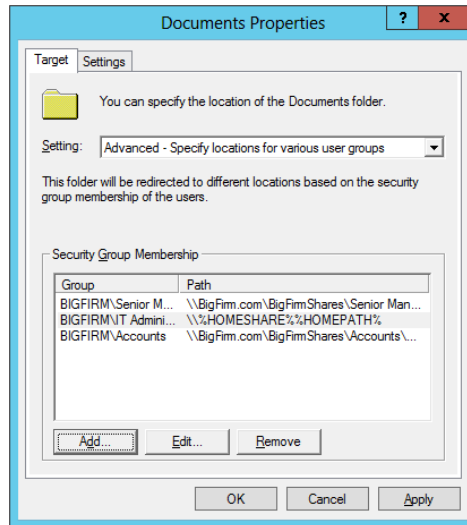 Documents Properties
? x
Target Settings
You can specify the location of the Documents folder.
Setting: Advanced - Specify locations for various user groups
This folder will be redirected to different locations based on the security
group membership of the users.
Security Group Membership
Group Path
BIGFIRM\Senior M... \\BigFirm.com\BigFirmShares\Senior Man...
BIGFIRM\IT Admini... \\%HOMESHARE%%HOMEPATH%
BIGFIRM\Accounts \\BigFirm.com\BigFirmShares\Accounts\...
Add... Edit... Remove
OK Cancel Apply